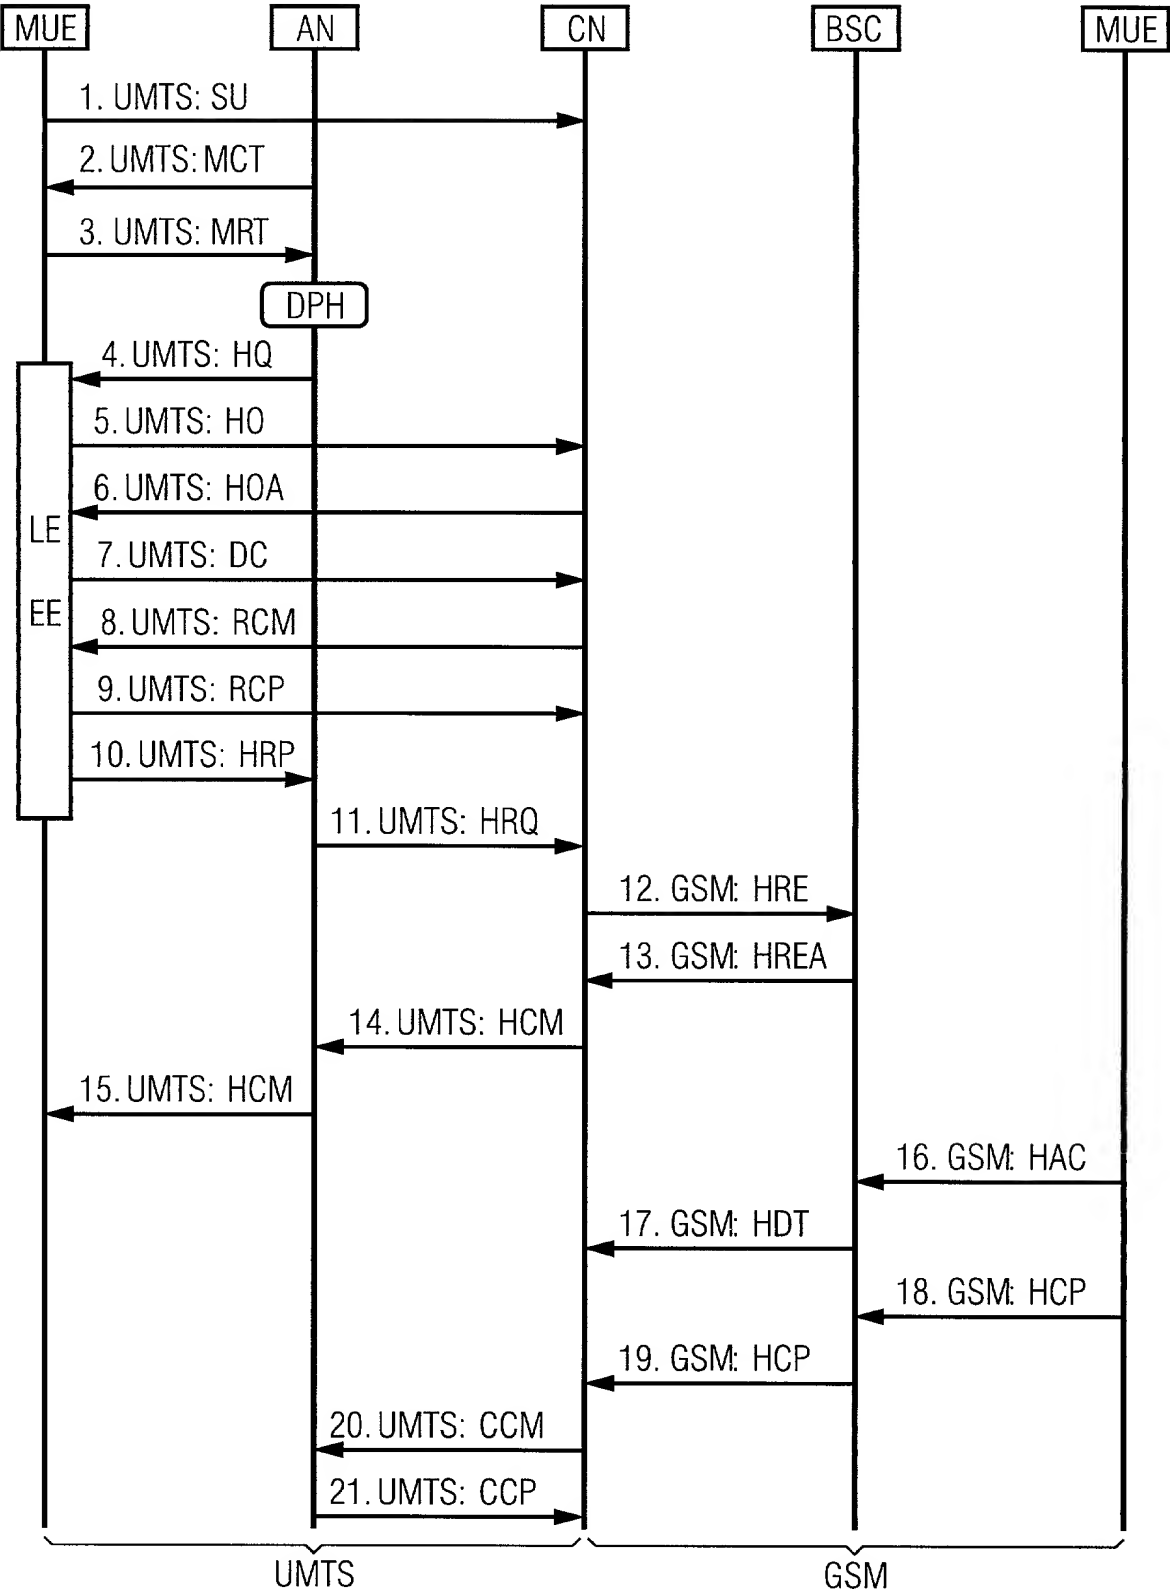 MUE AN CN BSC MUE
1. UMTS: SU
2. UMTS: MCT
3. UMTS: MRT
DPH
4. UMTS: HQ
5. UMTS: HO
6. UMTS: HOA
LE
7. UMTS: DC
EE
8. UMTS: RCM
9. UMTS: RCP
10. UMTS: HRP
11. UMTS: HRQ
12. GSM: HRE
13. GSM: HREA
14. UMTS: HCM
15. UMTS: HCM
16. GSM: HAC
17. GSM: HDT
18. GSM: HCP
19. GSM: HCP
20. UMTS: CCM
21. UMTS: CCP
UMTS GSM